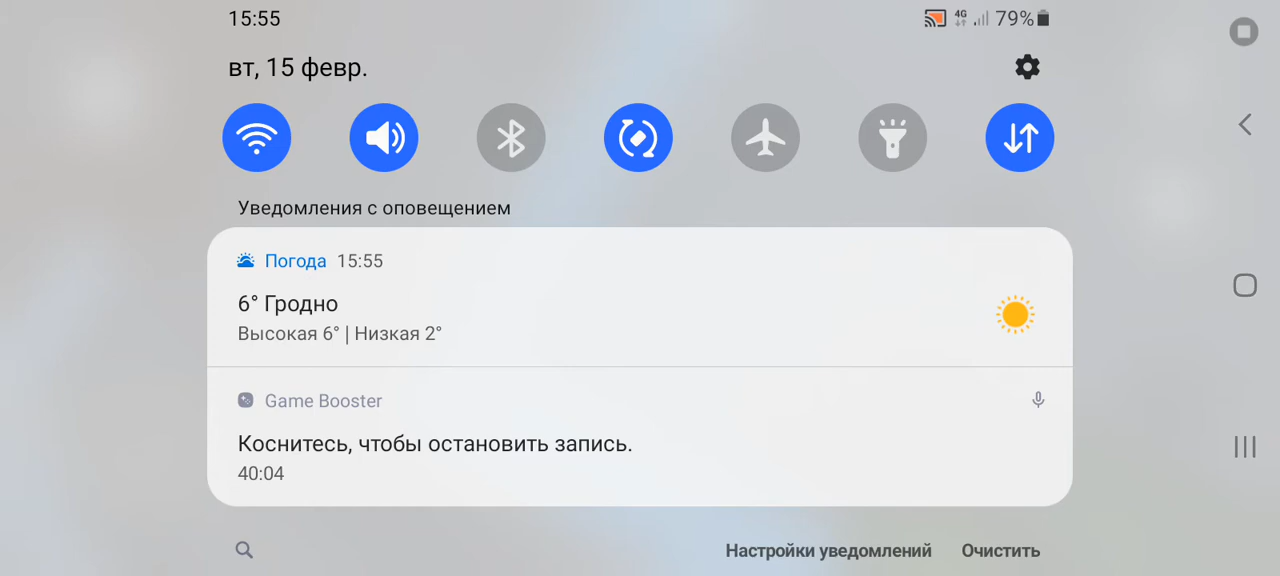 15:55
4G 79%
вт, 15 февр.
Уведомления с оповещением
Погода 15:55
6° Гродно
Высокая 6° | Низкая 2°
Game Booster
Коснитесь, чтобы остановить запись.
40:04
Настройки уведомлений Очистить